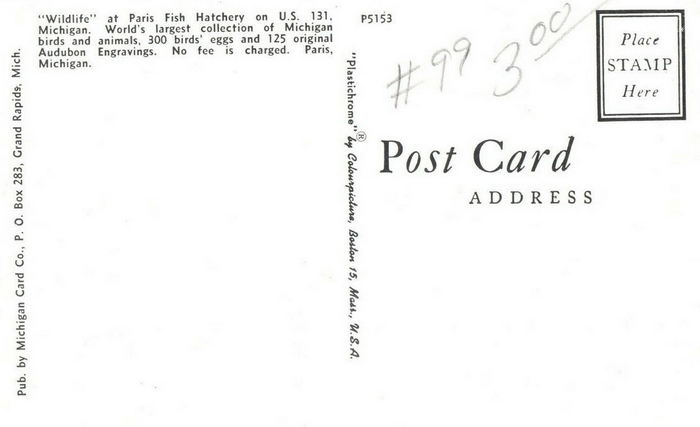 "Wildlife" at Paris Fish Hatchery on U.S. 131,
Michigan. World's largest collection of Michigan
birds and animals, 300 birds' eggs and 125 original
Audubon Engravings. No fee is charged. Paris,
Michigan.
Pub. by Michigan Card Co., P. O. Box 283, Grand Rapids, Mich.
P5153
"Plastichrome"® by Colourpicture, Boston 15, Mass., U.S.A.
#99 3 00
Place
STAMP
Here
Post Card
ADDRESS